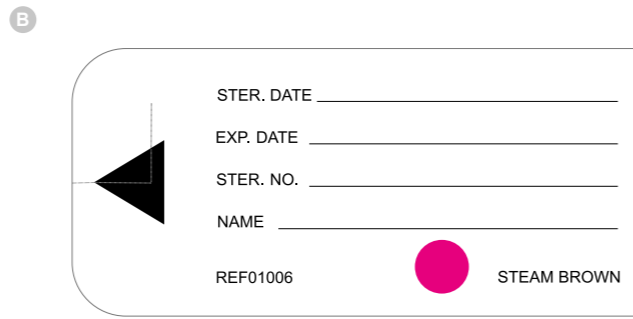 B
STER. DATE
EXP. DATE
STER. NO.
NAME
REF01006 STEAM BROWN